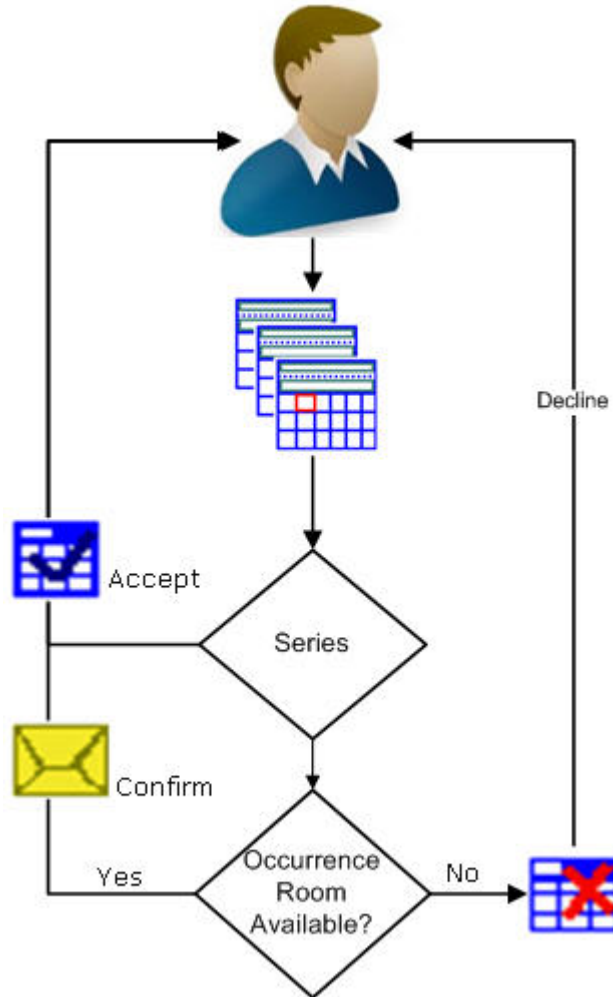 Decline
Accept
Series
Confirm
Yes
Occurrence
Room
Available?
No